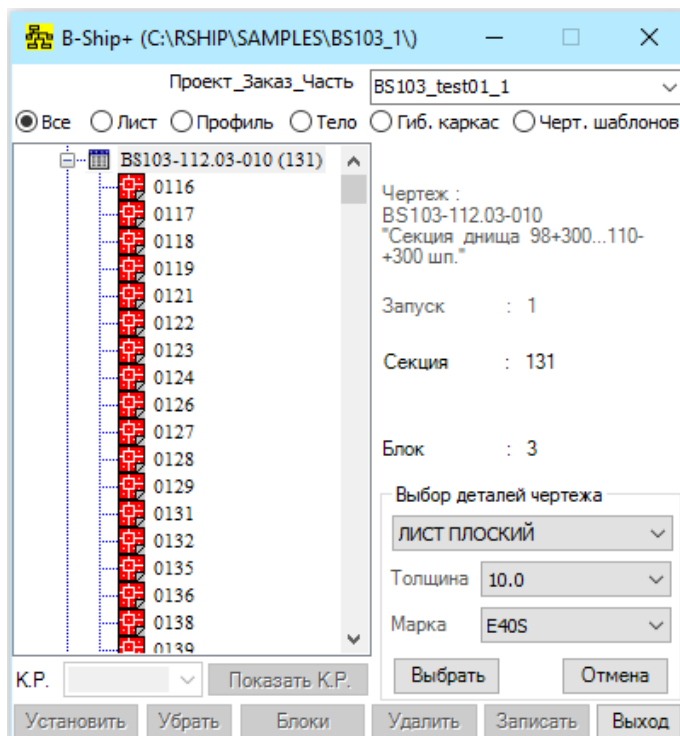 B-Ship+ (C:\RSHIP\SAMPLES\BS103_1\)
Проект_Заказ_Часть BS103_test01_1
Все Лист Профиль Тело Гиб. каркас Черт. шаблонов
BS103-112.03-010 (131)
0116
0117
0118
0119
0121
0122
0123
0124
0126
0127
0128
0129
0131
0132
0135
0136
0138
0139
Чертеж :
BS103-112.03-010
"Секция днища 98+300...110-
+300 шп."
Запуск : 1
Секция : 131
Блок : 3
Выбор деталей чертежа
ЛИСТ ПЛОСКИЙ
Толщина 10.0
Марка E40S
Выбрать Отмена
К.Р. Показать К.Р.
Установить Убрать Блоки Удалить Записать Выход